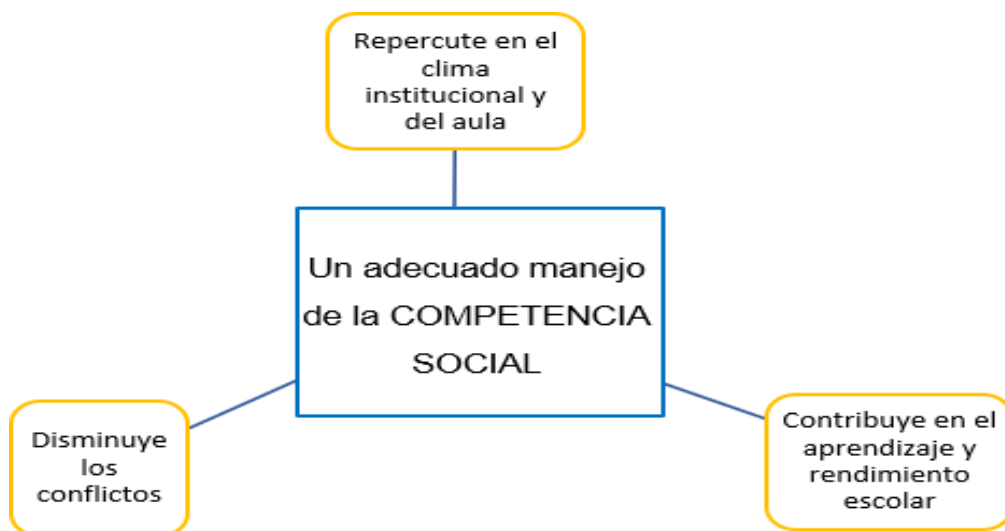 Repercute en el
clima
institucional y
del aula
Un adecuado manejo
de la COMPETENCIA
SOCIAL
Disminuye
los
conflictos
Contribuye en el
aprendizaje y
rendimiento
escolar